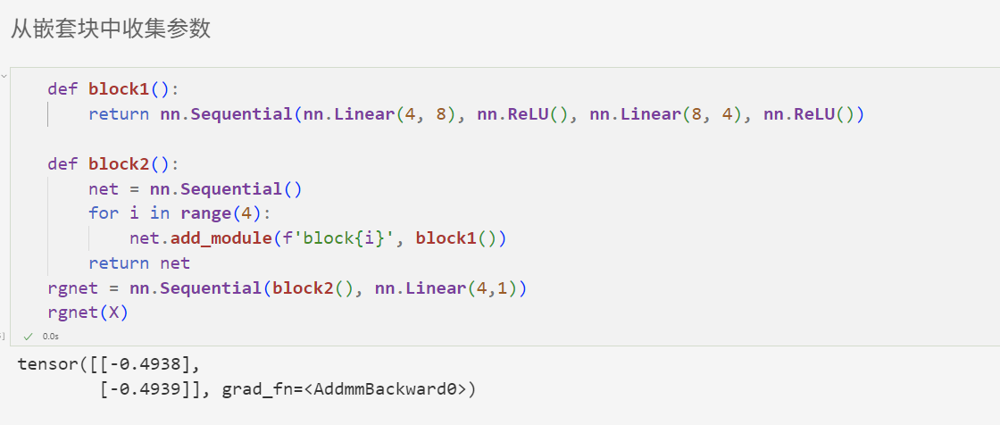 从嵌套块中收集参数
def block1():
    return nn.Sequential(nn.Linear(4, 8), nn.ReLU(), nn.Linear(8, 4), nn.ReLU())
def block2():
    net = nn.Sequential()
    for i in range(4):
        net.add_module(f'block{i}', block1())
    return net
rgnet = nn.Sequential(block2(), nn.Linear(4,1))
rgnet(X)
✓ 0.0s
tensor([[-0.4938],
        [-0.4939]], grad_fn=<AddmmBackward0>)